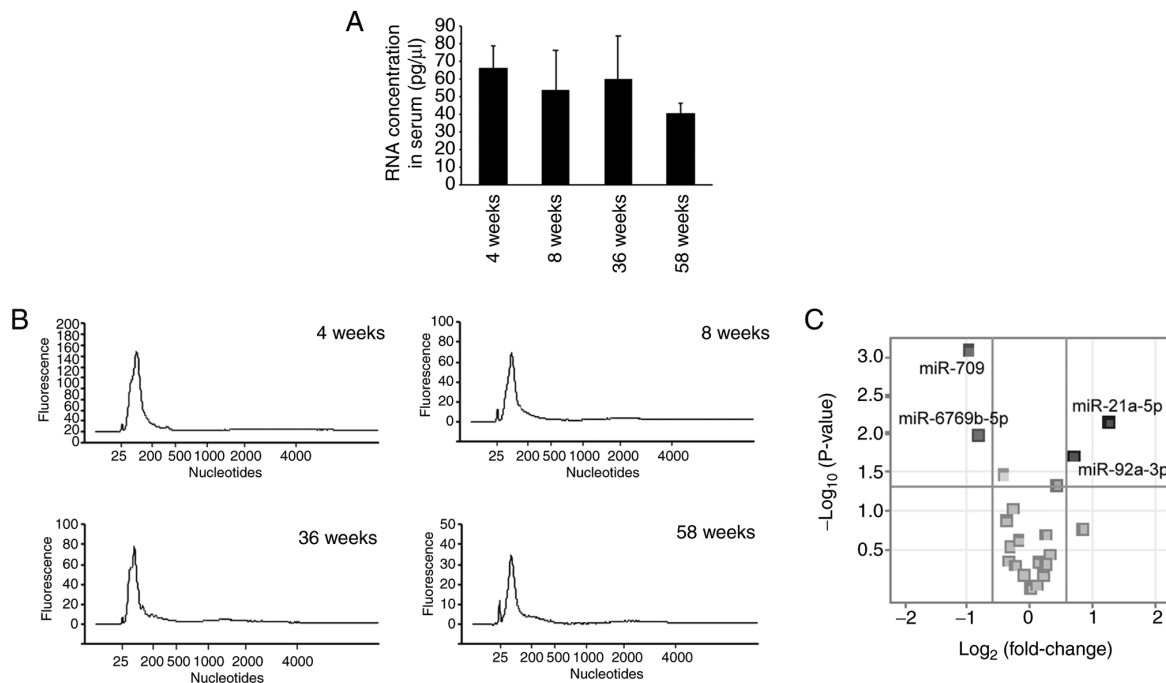 A
RNA concentration
in serum (pg/μl)
90
80
70
60
50
40
30
20
10
0
4 weeks
8 weeks
36 weeks
58 weeks
B
4 weeks
Fluorescence
200
180
160
140
120
100
80
60
40
20
0
25 200 500 1000 2000 4000
Nucleotides
8 weeks
Fluorescence
100
80
60
40
20
0
25 200 500 1000 2000 4000
Nucleotides
36 weeks
Fluorescence
100
80
60
40
20
0
25 200 500 1000 2000 4000
Nucleotides
58 weeks
Fluorescence
50
40
30
20
10
0
25 200 500 1000 2000 4000
Nucleotides
C
−Log10 (P-value)
3.0
2.5
2.0
1.5
1.0
0.5
miR-709
miR-21a-5p
miR-6769b-5p
miR-92a-3p
−2 −1 0 1 2
Log2 (fold-change)